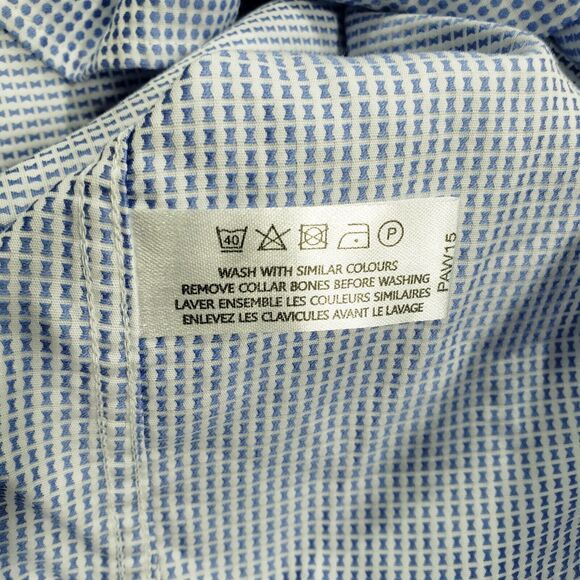 40 P
WASH WITH SIMILAR COLOURS
REMOVE COLLAR BONES BEFORE WASHING
LAVER ENSEMBLE LES COULEURS SIMILAIRES
ENLEVEZ LES CLAVICULES AVANT LE LAVAGE
PAW15